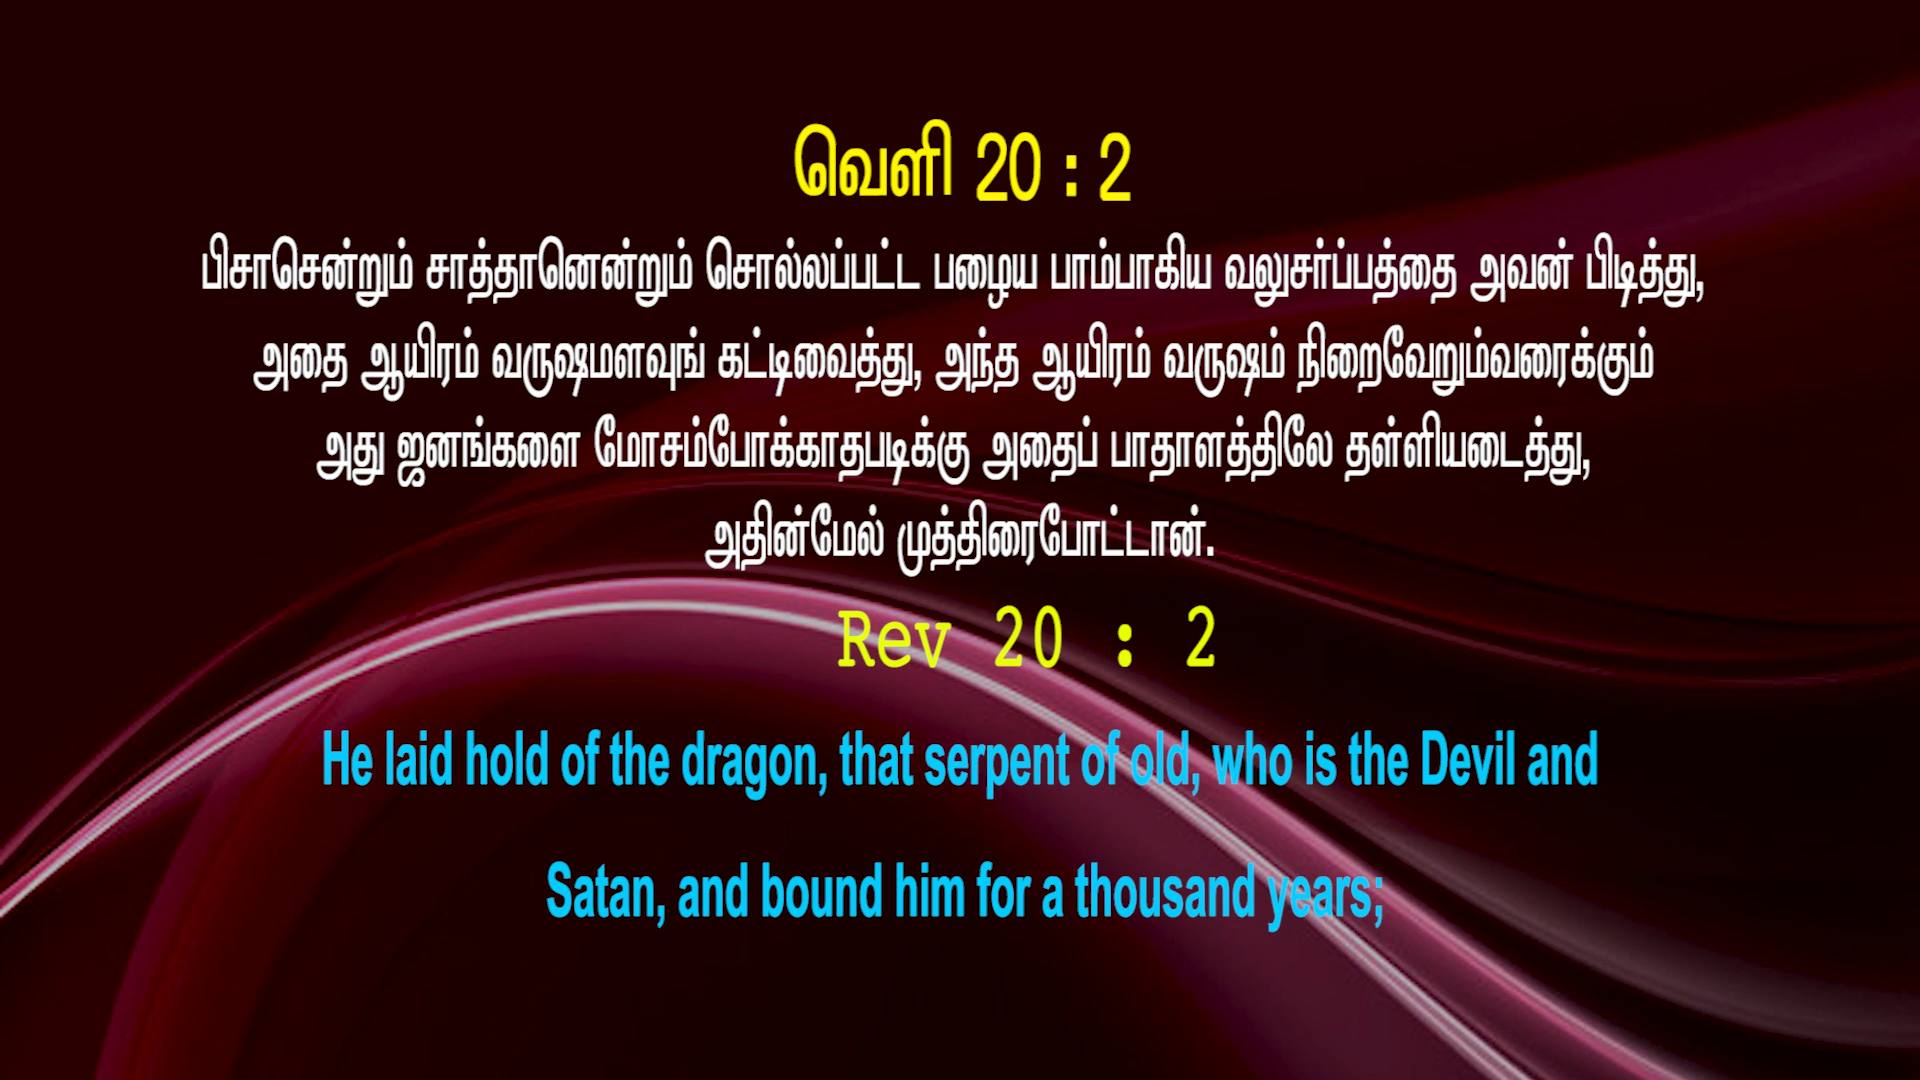 வெளி 20 : 2
பிசாசென்றும் சாத்தானென்றும் சொல்லப்பட்ட பழைய பாம்பாகிய வலுசர்ப்பத்தை அவன் பிடித்து,
அதை ஆயிரம் வருஷமளவுங் கட்டிவைத்து, அந்த ஆயிரம் வருஷம் நிறைவேறும்வரைக்கும்
அது ஜனங்களை மோசம்போக்காதபடிக்கு அதைப் பாதாளத்திலே தள்ளியடைத்து,
அதின்மேல் முத்திரைபோட்டான்.
Rev 20 : 2
He laid hold of the dragon, that serpent of old, who is the Devil and
Satan, and bound him for a thousand years;